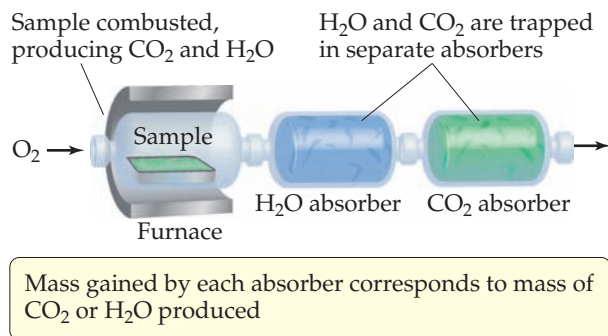 Sample combusted,
producing CO₂ and H₂O
H₂O and CO₂ are trapped
in separate absorbers
O₂
Sample
H₂O absorber
CO₂ absorber
Furnace
Mass gained by each absorber corresponds to mass of
CO₂ or H₂O produced